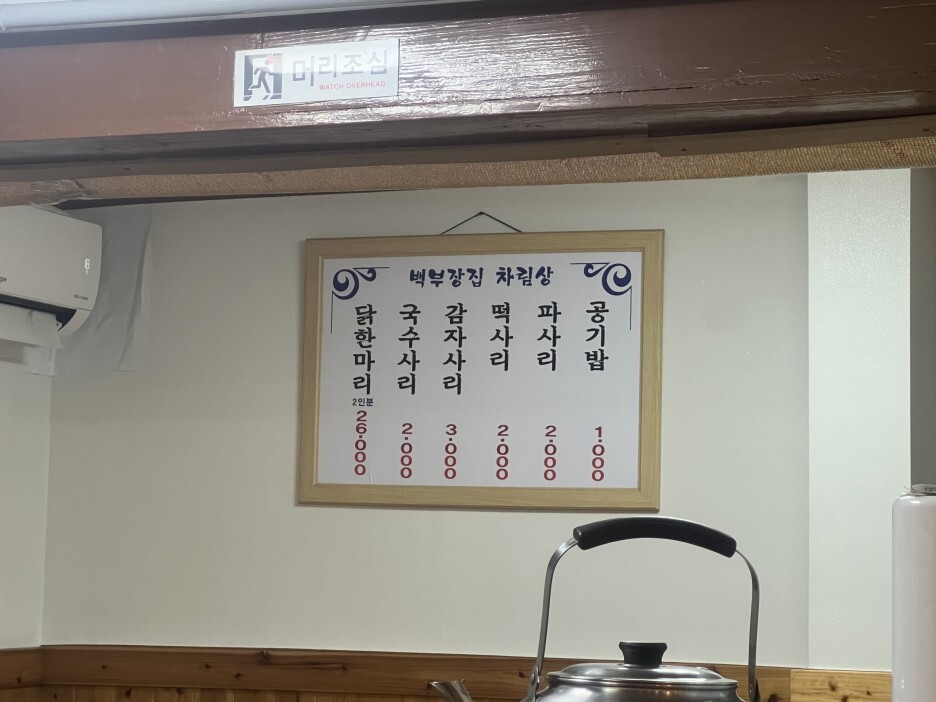 머리조심
WATCH OVERHEAD
백부장집 차림상
닭한마리
2인분
26.000
국수사리
2.000
감자사리
3.000
떡사리
2.000
파사리
2.000
공기밥
1.000